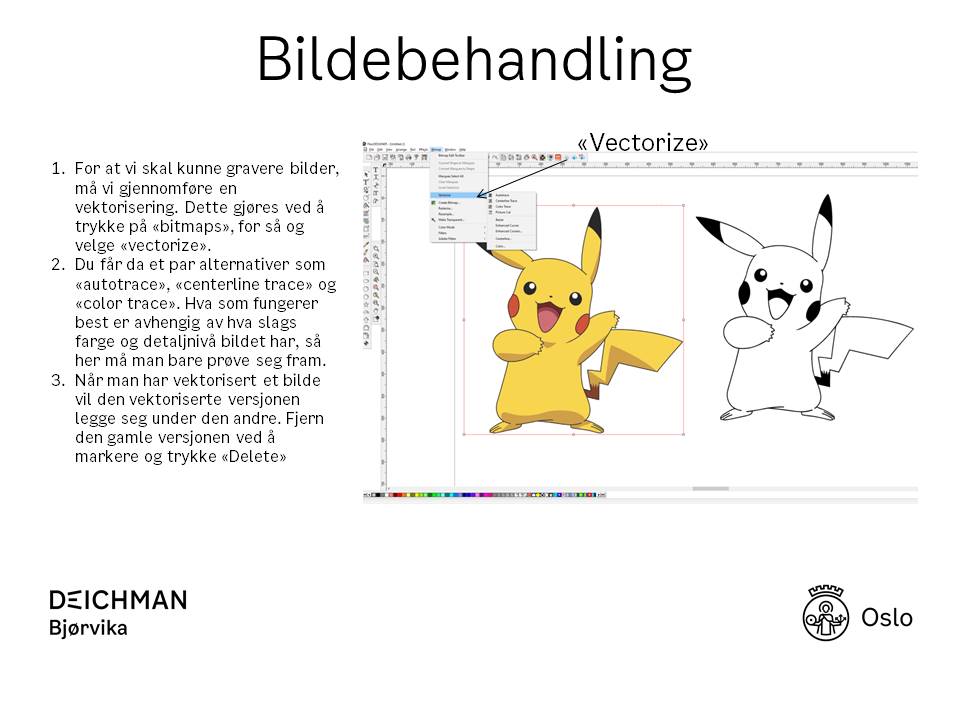 Bildebehandling
«Vectorize»
1. For at vi skal kunne gravere bilder,
må vi gjennomføre en
vektorisering. Dette gjøres ved å
trykke på «bitmaps», for så og
velge «vectorize».
2. Du får da et par alternativer som
«autotrace», «centerline trace» og
«color trace». Hva som fungerer
best er avhengig av hva slags
farge og detaljnivå bildet har, så
her må man bare prøve seg fram.
3. Når man har vektorisert et bilde
vil den vektoriserte versjonen
legge seg under den andre. Fjern
den gamle versjonen ved å
markere og trykke «Delete»
DEICHMAN
Bjørvika
Oslo